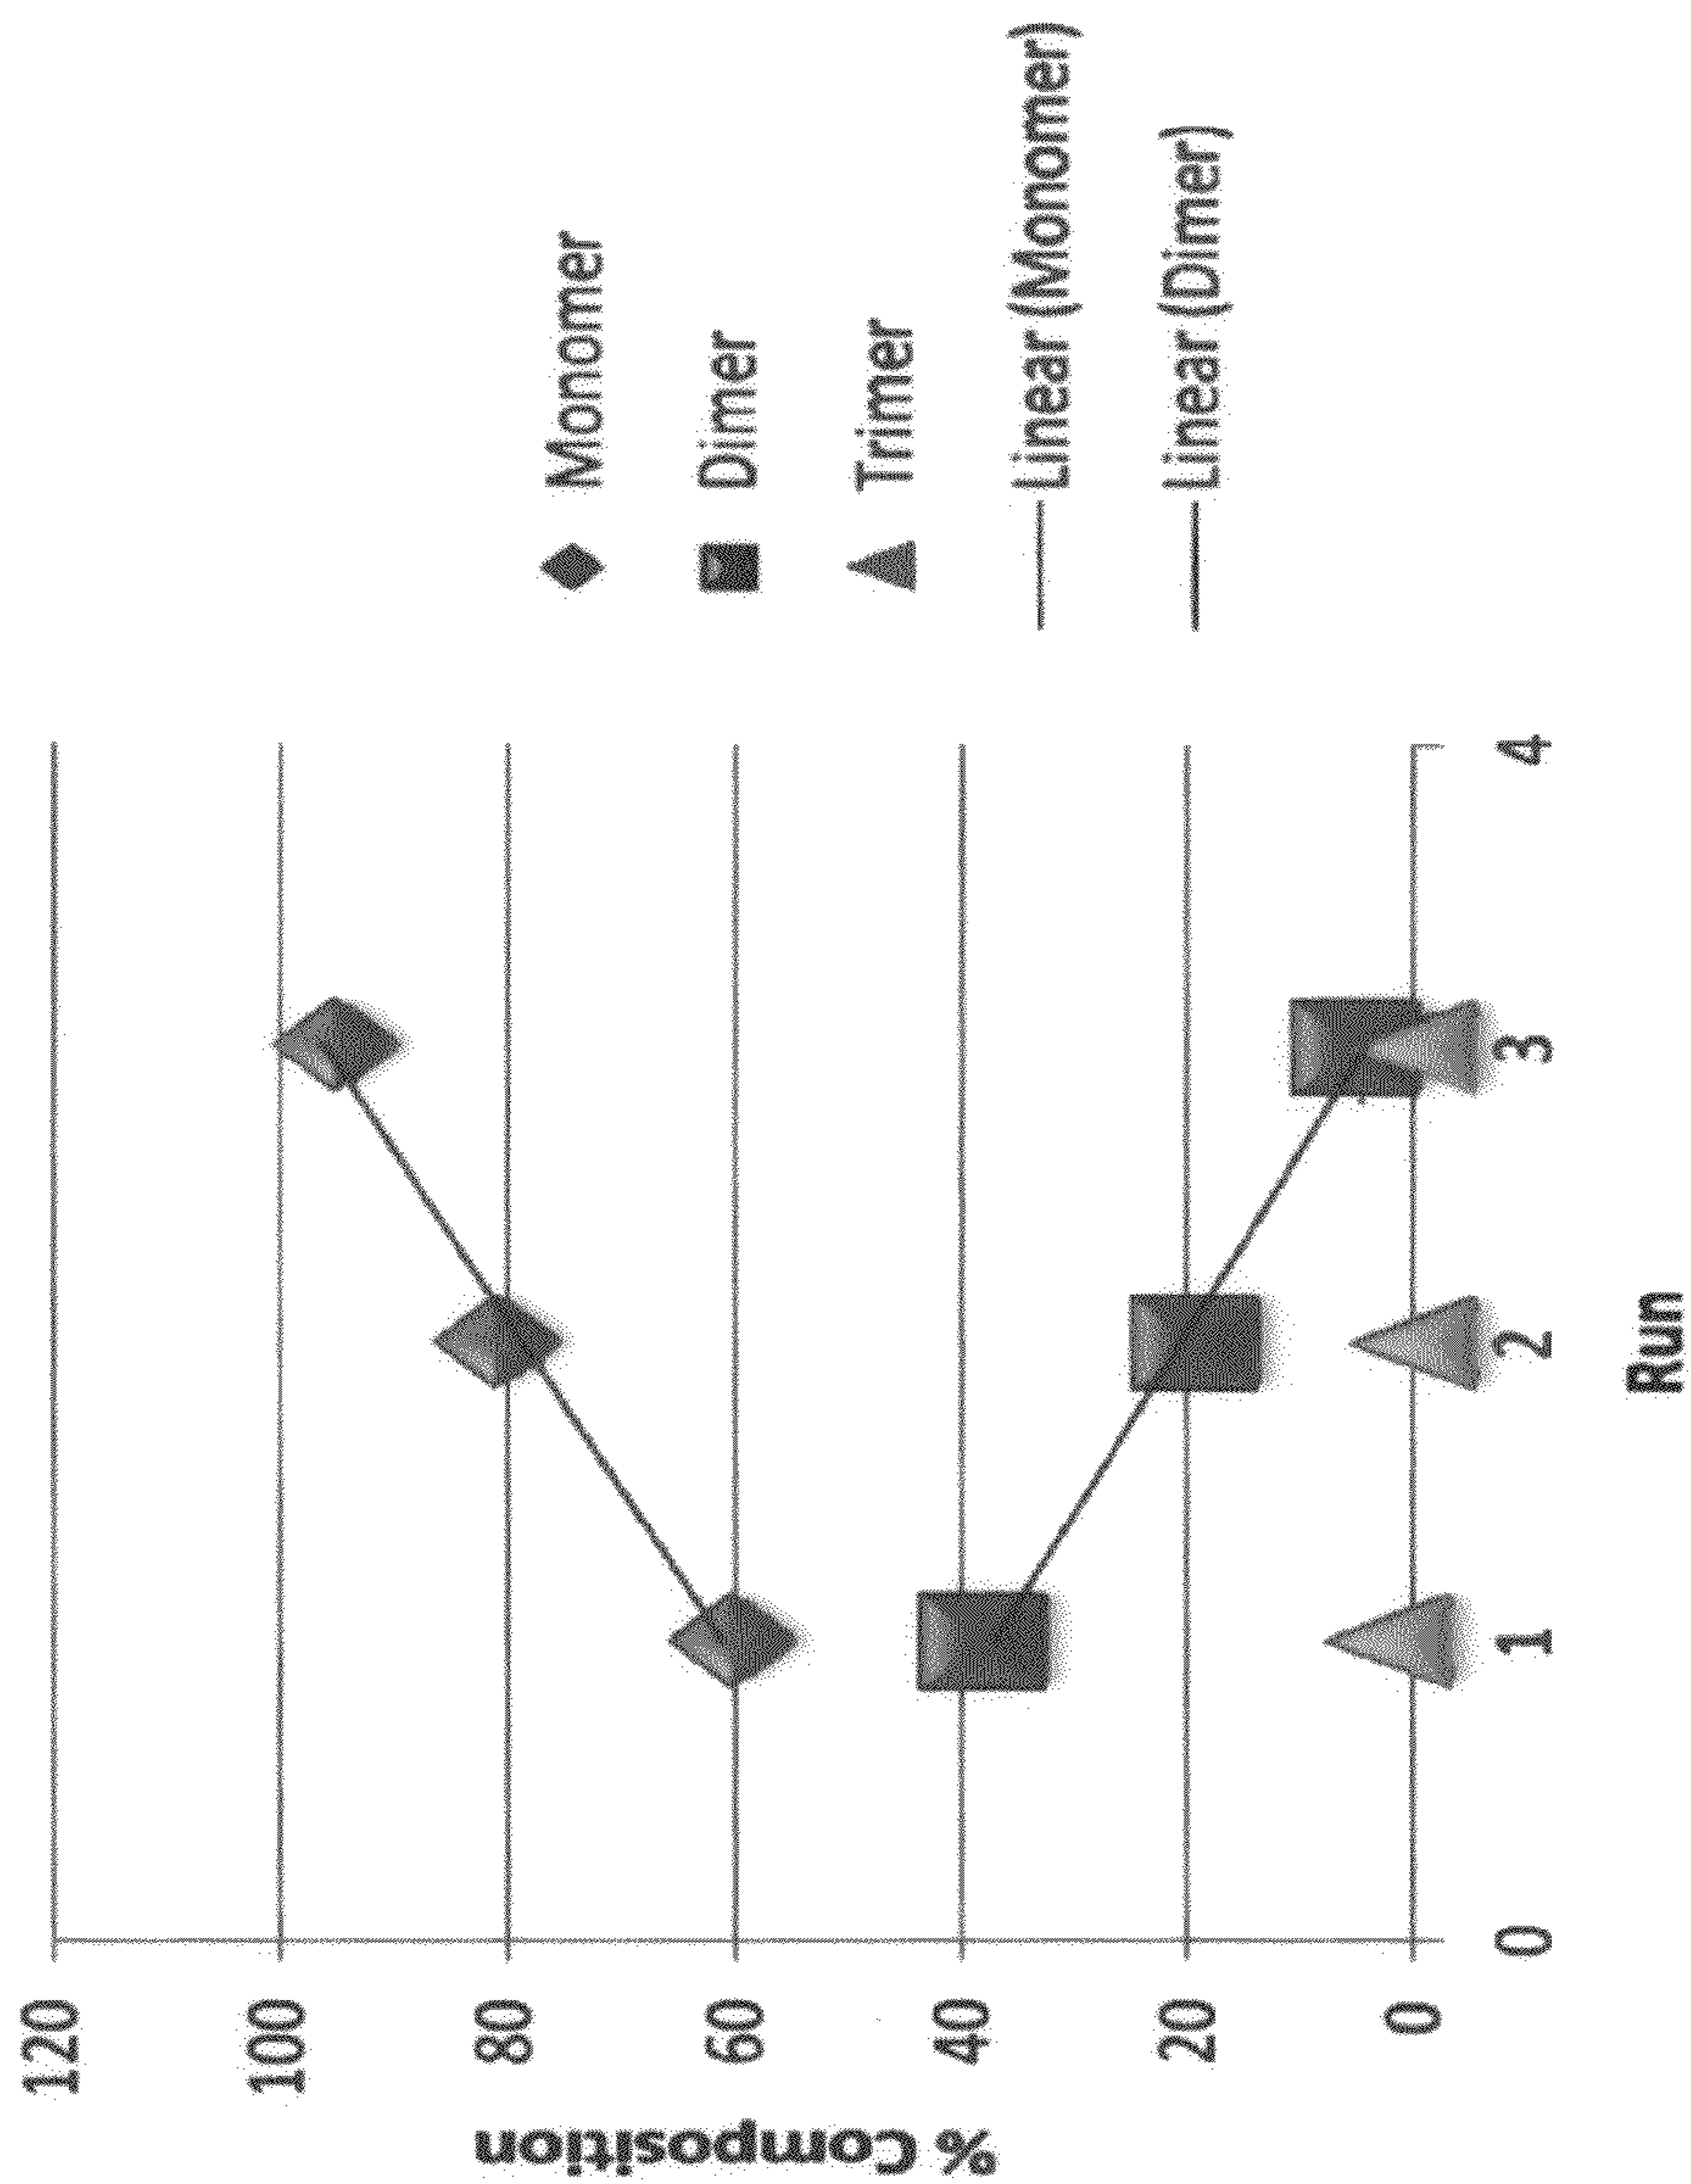 120
100
80
60
40
20
0
% Composition
0
1
2
3
4
Run
Monomer
Dimer
Trimer
Linear (Monomer)
Linear (Dimer)